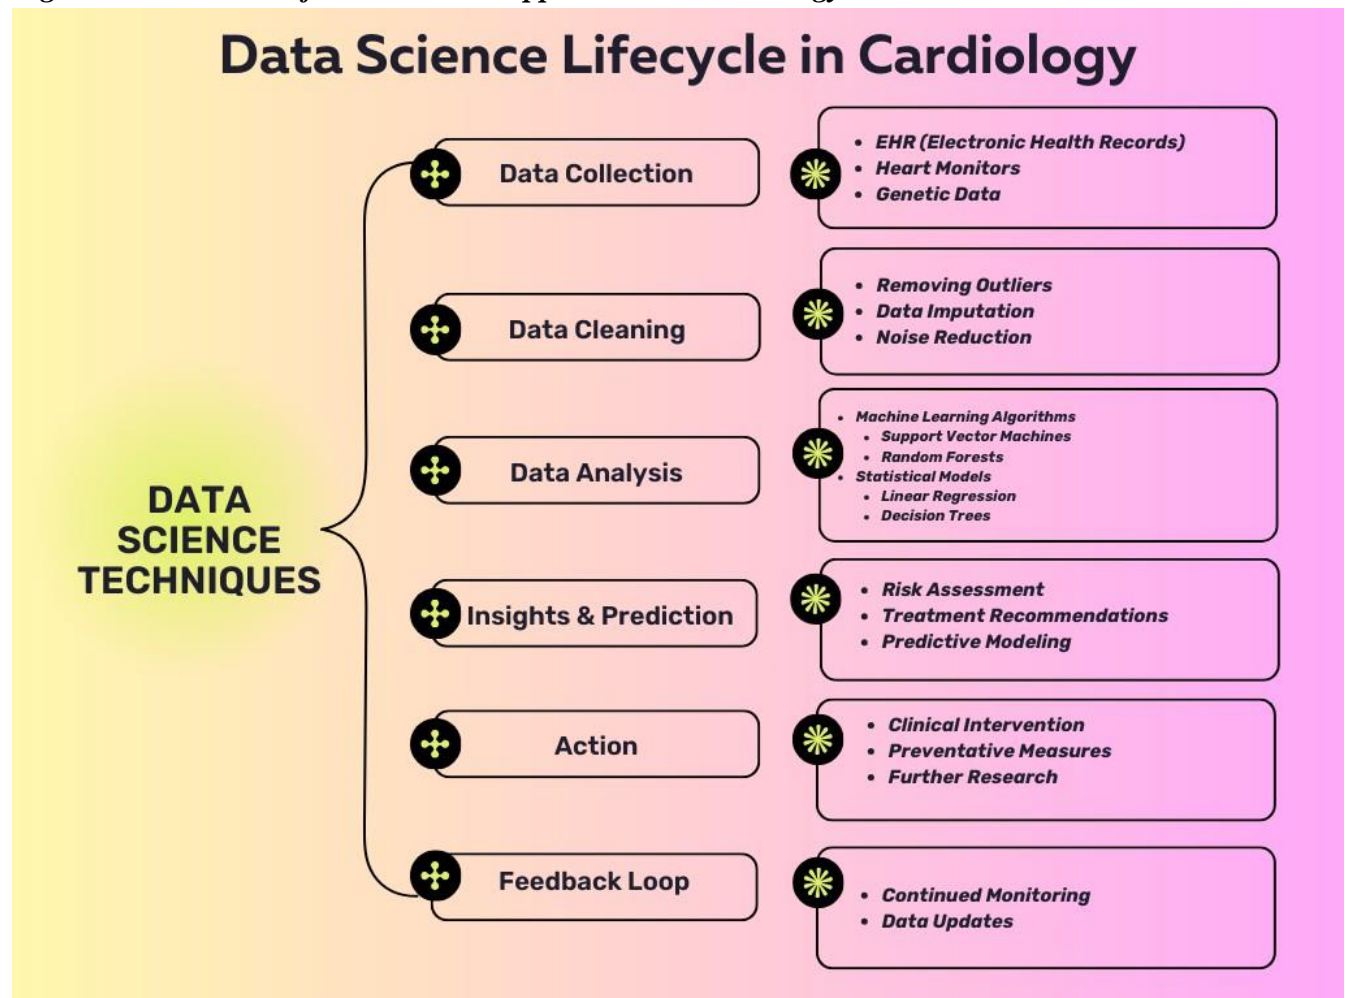 Data Science Lifecycle in Cardiology
Data Collection
• EHR (Electronic Health Records)
• Heart Monitors
• Genetic Data
Data Cleaning
• Removing Outliers
• Data Imputation
• Noise Reduction
Data Analysis
• Machine Learning Algorithms
• Support Vector Machines
• Random Forests
• Statistical Models
• Linear Regression
• Decision Trees
DATA
SCIENCE
TECHNIQUES
Insights & Prediction
• Risk Assessment
• Treatment Recommendations
• Predictive Modeling
Action
• Clinical Intervention
• Preventative Measures
• Further Research
Feedback Loop
• Continued Monitoring
• Data Updates